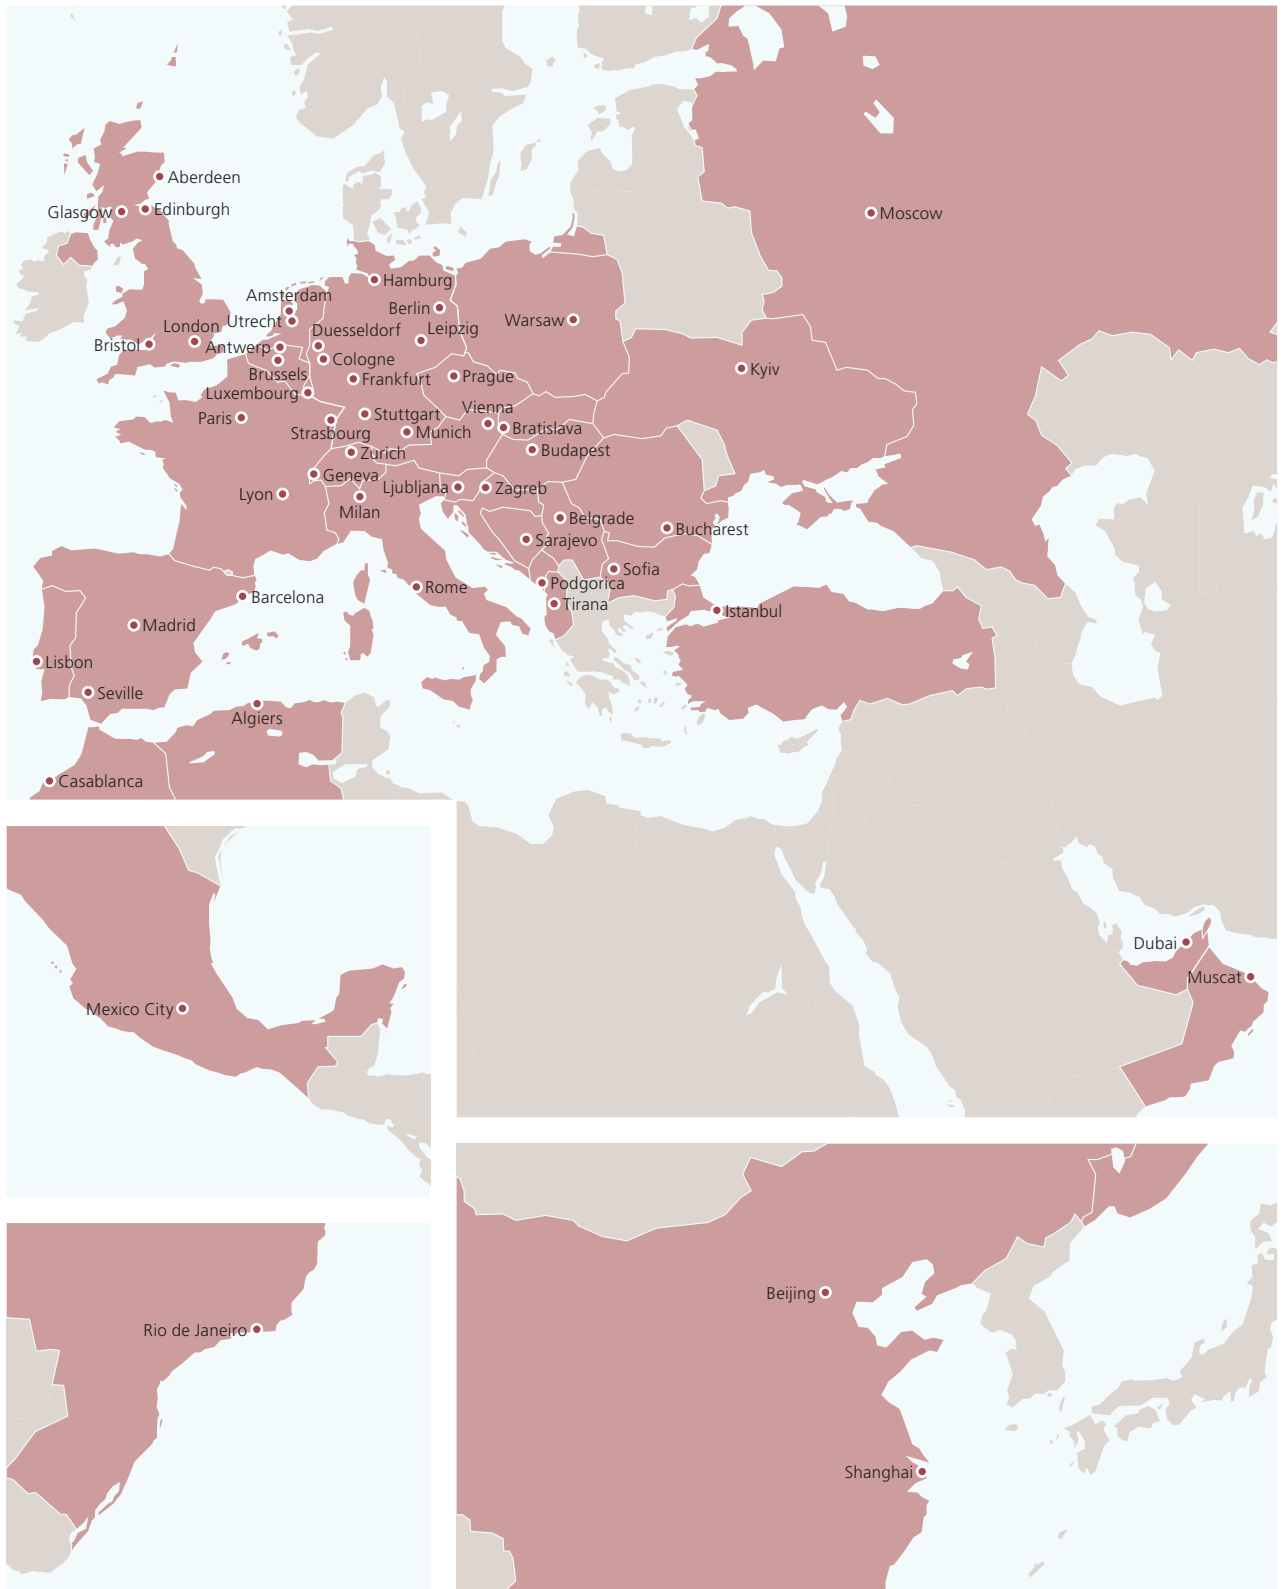 Aberdeen
Glasgow
Edinburgh
Moscow
Hamburg
Amsterdam
Berlin
Utrecht
Warsaw
London
Duesseldorf
Leipzig
Bristol
Antwerp
Cologne
Brussels
Frankfurt
Prague
Kyiv
Luxembourg
Vienna
Paris
Stuttgart
Strasbourg
Munich
Bratislava
Zurich
Budapest
Geneva
Lyon
Ljubljana
Zagreb
Milan
Belgrade
Bucharest
Sarajevo
Sofia
Podgorica
Rome
Barcelona
Tirana
Istanbul
Madrid
Lisbon
Seville
Algiers
Casablanca
Dubai
Muscat
Mexico City
Beijing
Rio de Janeiro
Shanghai